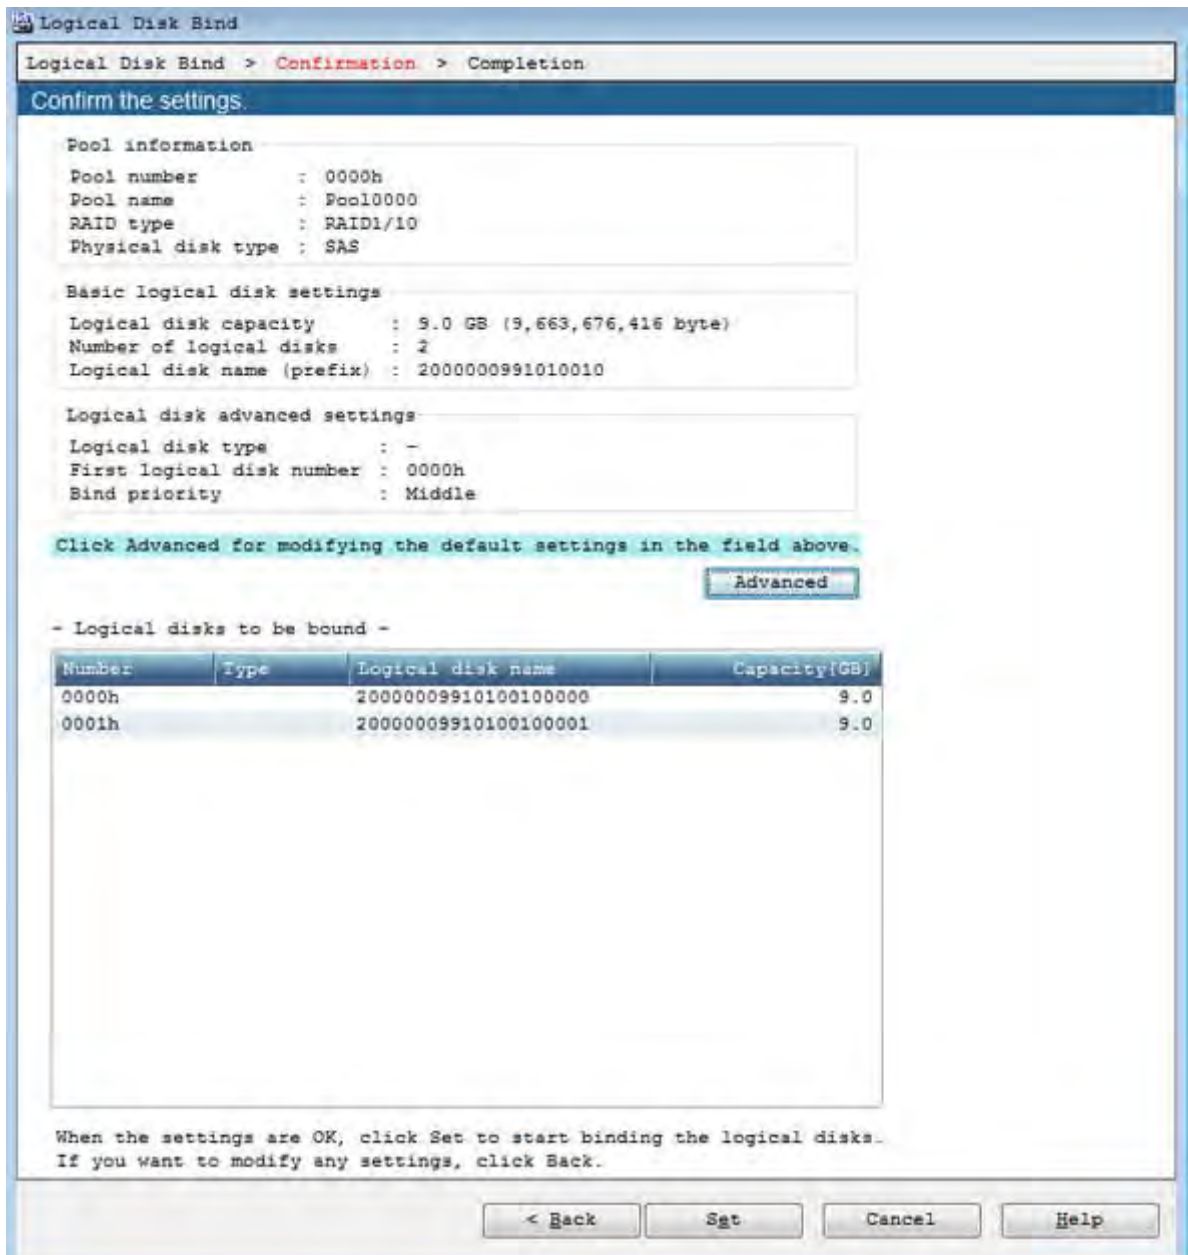 Logical Disk Bind
Logical Disk Bind > Confirmation > Completion
Confirm the settings.
Pool information
Pool number : 0000h
Pool name : Pool0000
RAID type : RAID1/10
Physical disk type : SAS
Basic logical disk settings
Logical disk capacity : 9.0 GB (9,663,676,416 byte)
Number of logical disks : 2
Logical disk name (prefix) : 2000000991010010
Logical disk advanced settings
Logical disk type : -
First logical disk number : 0000h
Bind priority : Middle
Click Advanced for modifying the default settings in the field above.
Advanced
- Logical disks to be bound -
Number Type Logical disk name Capacity[GB]
0000h 20000009910100100000 9.0
0001h 20000009910100100001 9.0
When the settings are OK, click Set to start binding the logical disks.
If you want to modify any settings, click Back.
< Back Set Cancel Help